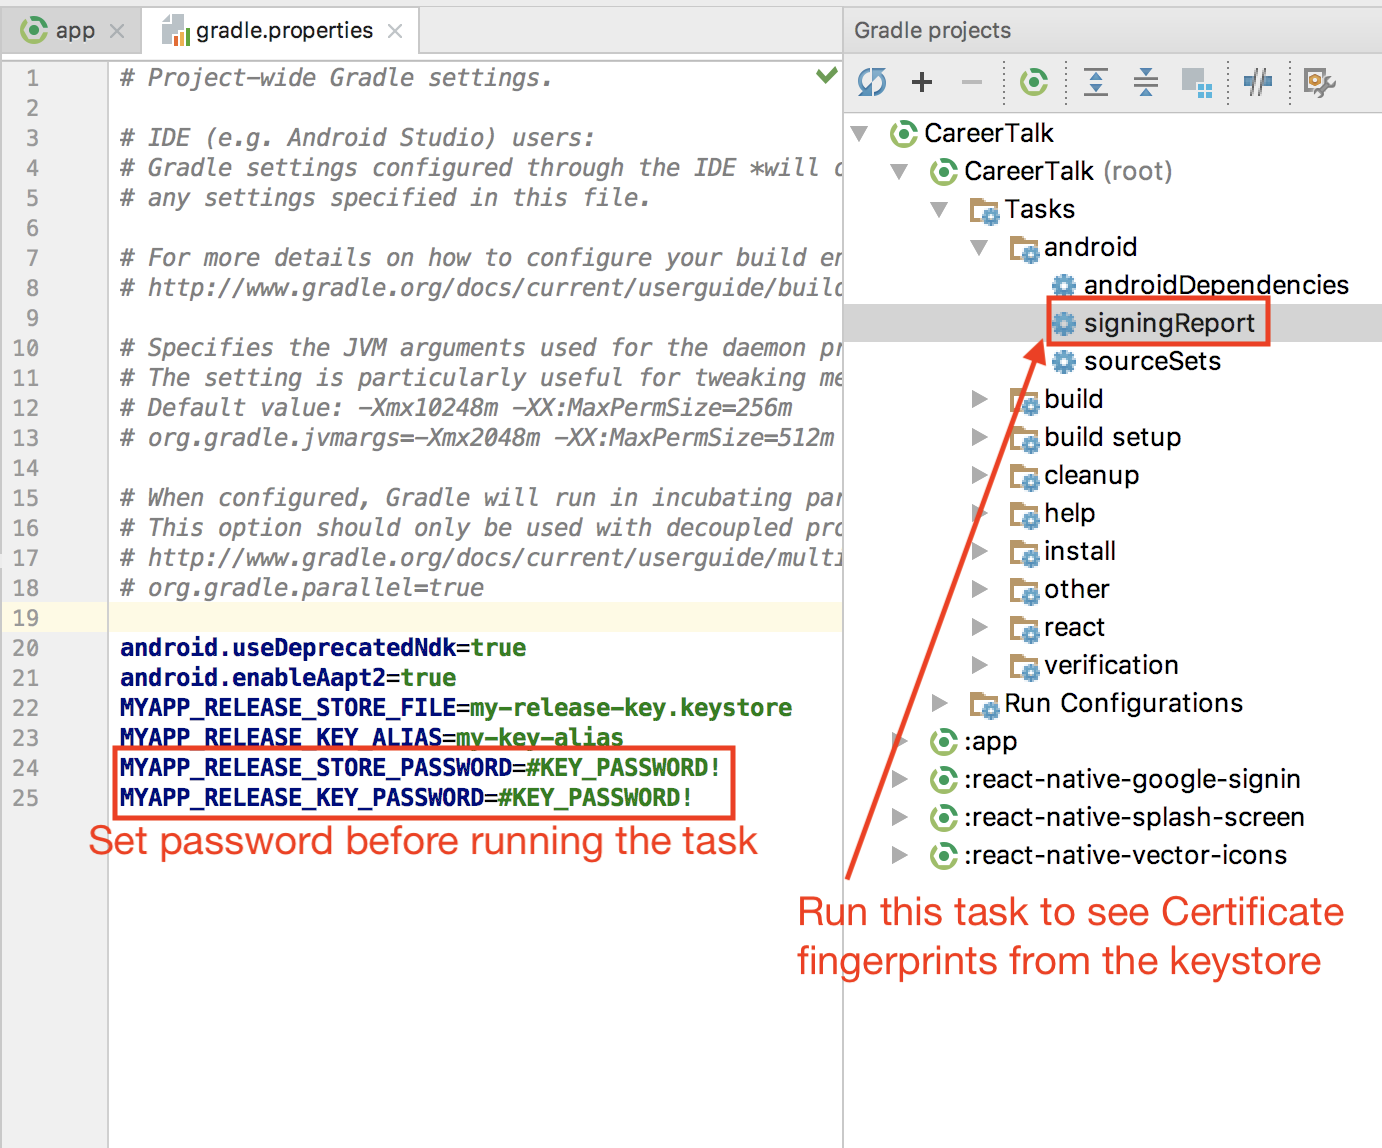 app
gradle.properties
1 # Project-wide Gradle settings.
2
3 # IDE (e.g. Android Studio) users:
4 # Gradle settings configured through the IDE *will
5 # any settings specified in this file.
6
7 # For more details on how to configure your build
8 # http://www.gradle.org/docs/current/userguide/build
9
10 # Specifies the JVM arguments used for the daemon
11 # The setting is particularly useful for tweaking
12 # Default value: -Xmx10248m -XX:MaxPermSize=256m
13 # org.gradle.jvmargs=-Xmx2048m -XX:MaxPermSize=512m
14
15 # When configured, Gradle will run in incubating
16 # This option should only be used with decoupled
17 # http://www.gradle.org/docs/current/userguide/multi
18 # org.gradle.parallel=true
19
20 android.useDeprecatedNdk=true
21 android.enableAapt2=true
22 MYAPP_RELEASE_STORE_FILE=my-release-key.keystore
23 MYAPP_RELEASE_KEY_ALIAS=my-key-alias
24 MYAPP_RELEASE_STORE_PASSWORD=#KEY_PASSWORD!
25 MYAPP_RELEASE_KEY_PASSWORD=#KEY_PASSWORD!
Set password before running the task
Gradle projects
CareerTalk
CareerTalk (root)
Tasks
android
androidDependencies
signingReport
sourceSets
build
build setup
cleanup
help
install
other
react
verification
Run Configurations
:app
:react-native-google-signin
:react-native-splash-screen
:react-native-vector-icons
Run this task to see Certificate
fingerprints from the keystore